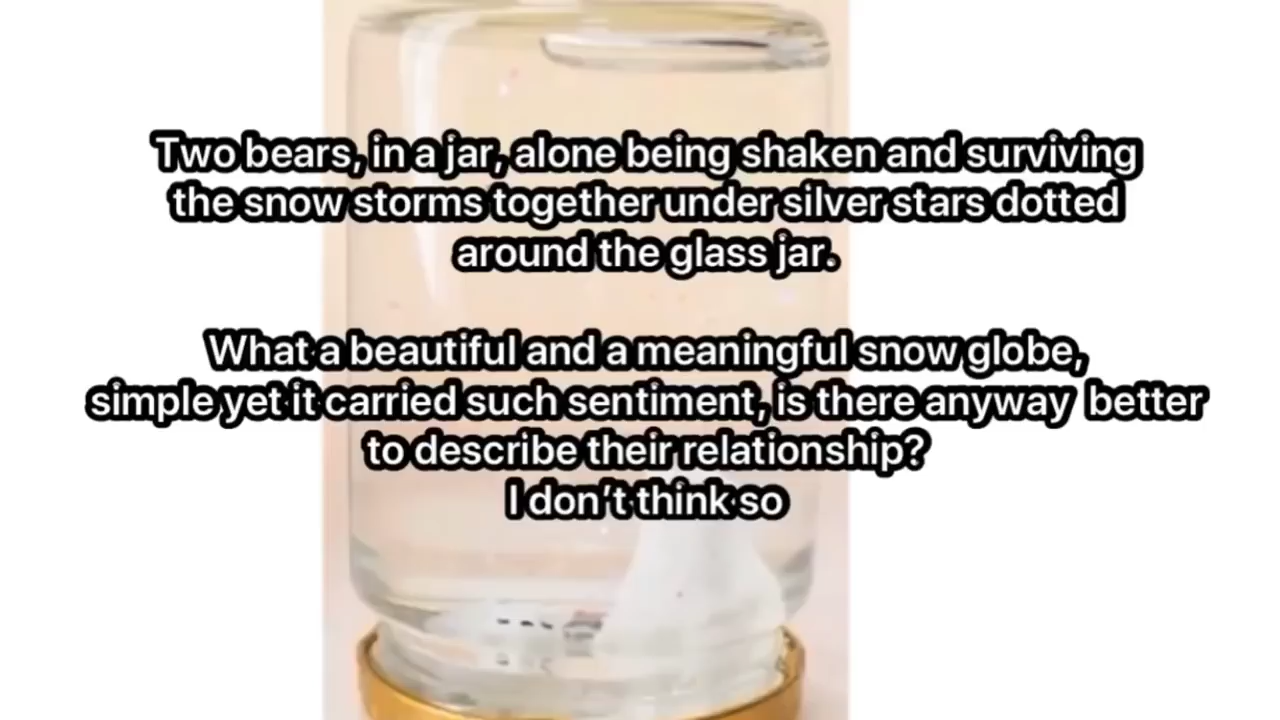 Two bears, in a jar, alone being shaken and surviving
the snow storms together under silver stars dotted
around the glass jar.
What a beautiful and a meaningful snow globe,
simple yet it carried such sentiment, is there anyway better
to describe their relationship?
I don't think so